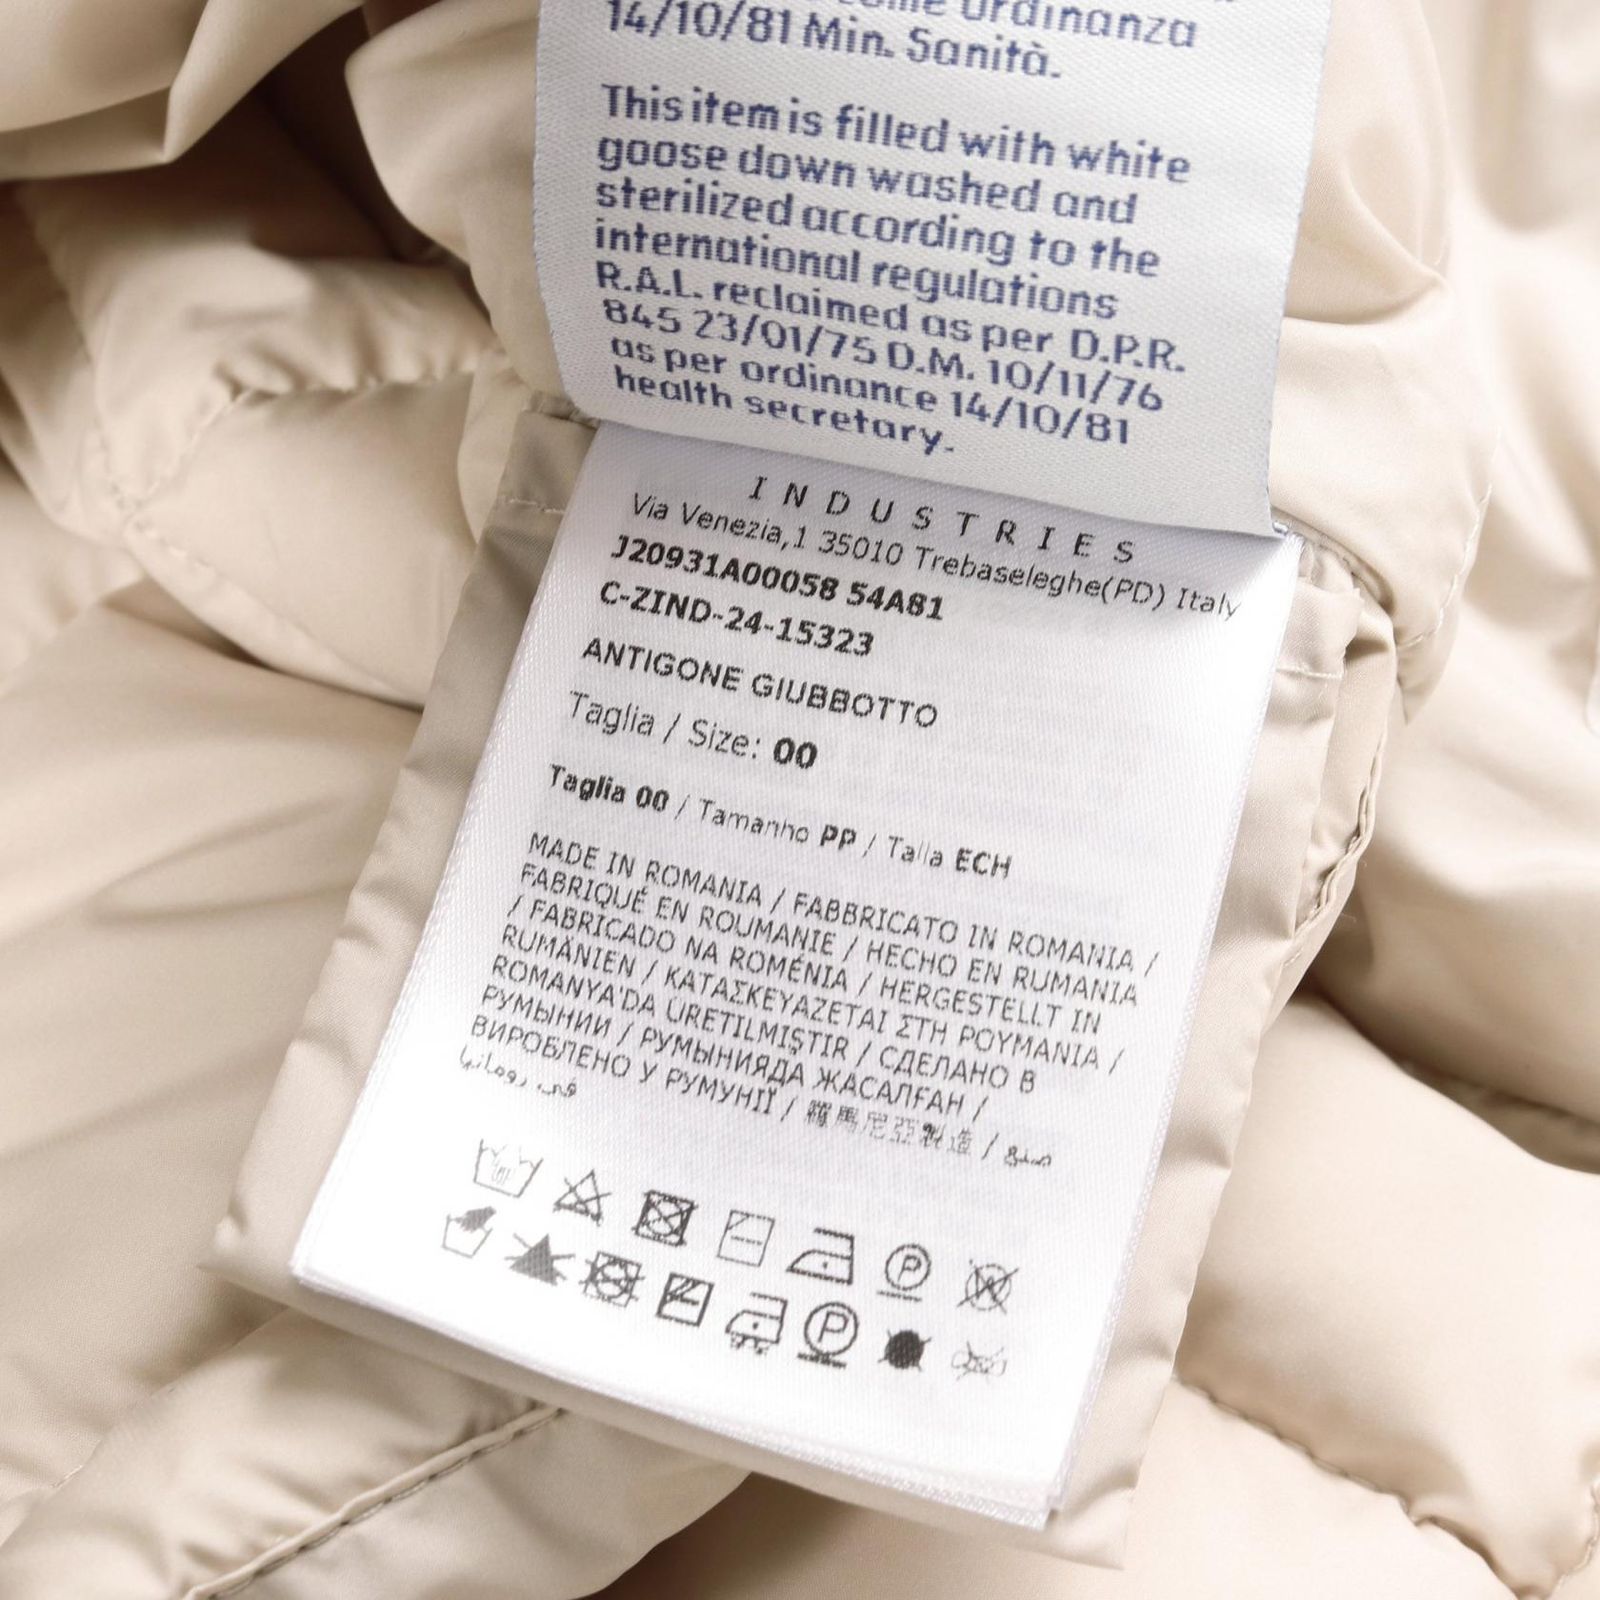 come Ordinanza
14/10/81 Min. Sanità.
This item is filled with white
goose down washed and
sterilized according to the
international regulations
R.A.L. reclaimed as per D.P.R.
845 23/01/75 D.M. 10/11/76
as per ordinance 14/10/81
health secretary.
INDUSTRIES
Via Venezia,1 35010 Trebaseleghe(PD) Italy
J20931A00058 54A81
C-ZIND-24-15323
ANTIGONE GIUBBOTTO
Taglia / Size: 00
Taglia 00 / Tamanho PP / Talla ECH
MADE IN ROMANIA / FABBRICATO IN ROMANIA /
FABRIQUÉ EN ROUMANIE / HECHO EN RUMANIA
/ FABRICADO NA ROMÉNIA / HERGESTELLT IN
RUMÄNIEN / ΚΑΤΑΣΚΕΥΑΖΕΤΑΙ ΣΤΗ ΡΟΥΜΑΝΙΑ /
ROMANYA'DA ÜRETILMIŞTIR / СДЕЛАНО В
РУМЫНИИ / РУМЫНИЯДА ЖАСАЛҒАН /
ВИРОБЛЕНО У РУМУНІЇ / 羅馬尼亞製造 / صنع
في رومانيا